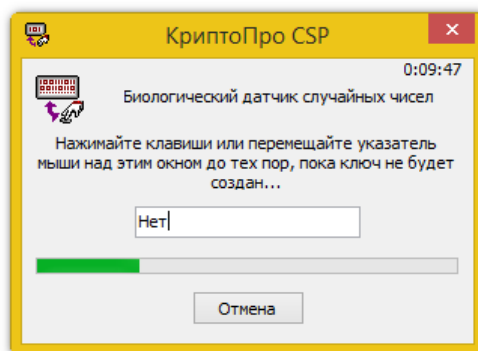 КриптоПро CSP
0:09:47
Биологический датчик случайных чисел
Нажимайте клавиши или перемещайте указатель
мыши над этим окном до тех пор, пока ключ не будет
создан...
Нет
Отмена